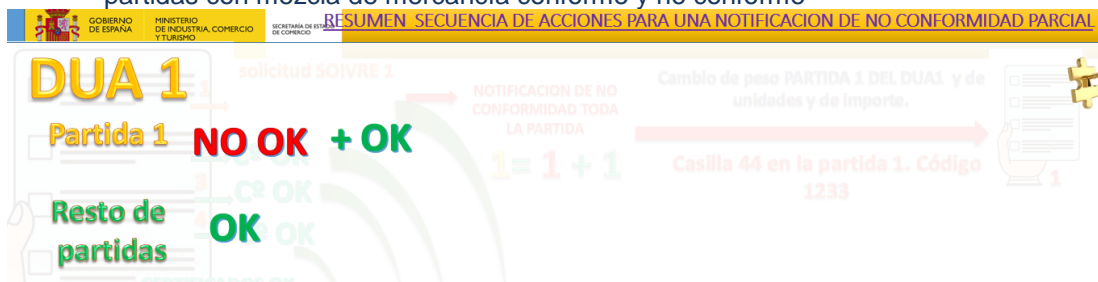 partidas con mezcla de mercancía conforme y no conforme
GOBIERNO
DE ESPAÑA
MINISTERIO
DE INDUSTRIA, COMERCIO
Y TURISMO
SECRETARÍA DE ESTADO
DE COMERCIO
RESUMEN SECUENCIA DE ACCIONES PARA UNA NOTIFICACION DE NO CONFORMIDAD PARCIAL
DUA 1
solicitud SOIVRE 1
1
NOTIFICACION DE NO
CONFORMIDAD TODA
LA PARTIDA
1= 1 + 1
Cambio de peso PARTIDA 1 DEL DUA1 y de
unidades y de importe.
Casilla 44 en la partida 1. Código
1233
1
Partida 1 NO OK + OK
3 Cº OK
Resto de
partidas
OK
OK